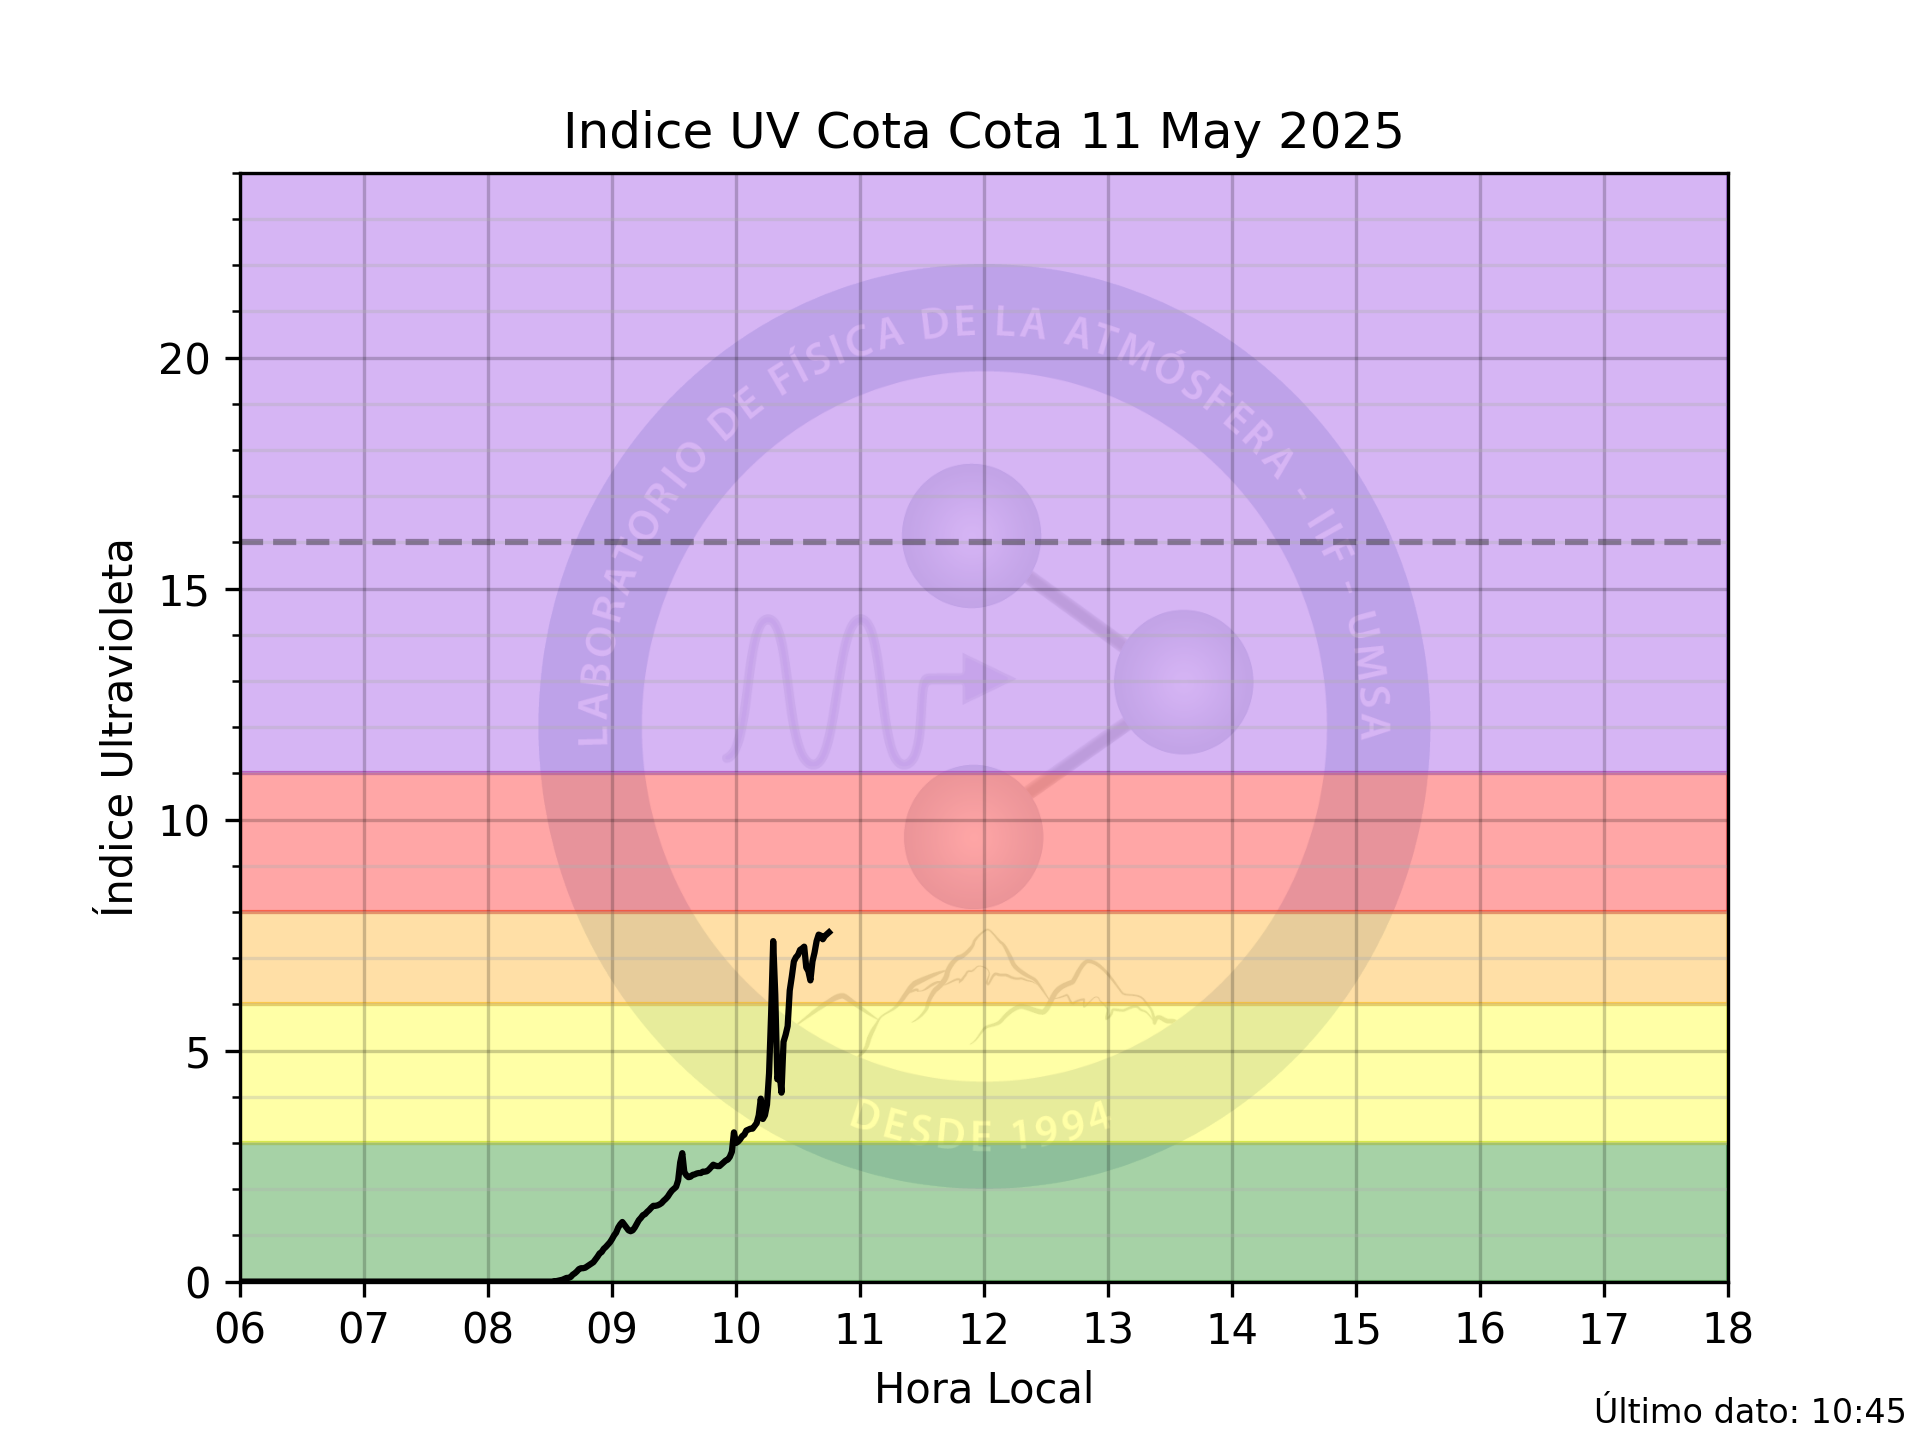 Indice UV Cota Cota 11 May 2025
LABORATORIO DE FÍSICA DE LA ATMÓSFERA - IIF - UMSA
DESDE 1994
Índice Ultravioleta
20
15
10
5
0
06 07 08 09 10 11 12 13 14 15 16 17 18
Hora Local
Último dato: 10:45